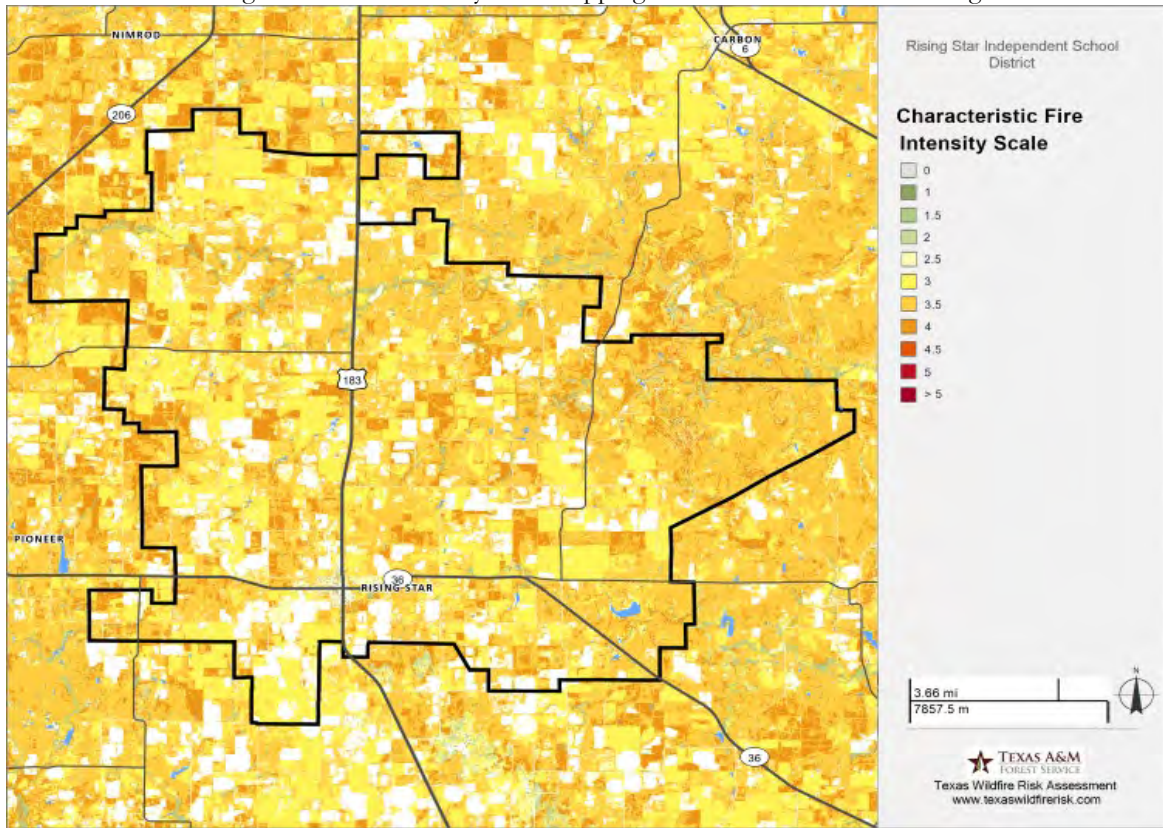 NIMROD
CARBON
6
206
183
PIONEER
36
RISING STAR
36
Rising Star Independent School
District
Characteristic Fire
Intensity Scale
0
1
1.5
2
2.5
3
3.5
4
4.5
5
> 5
3.66 mi
7857.5 m
N
TEXAS A&M
FOREST SERVICE
Texas Wildfire Risk Assessment
www.texaswildfirerisk.com